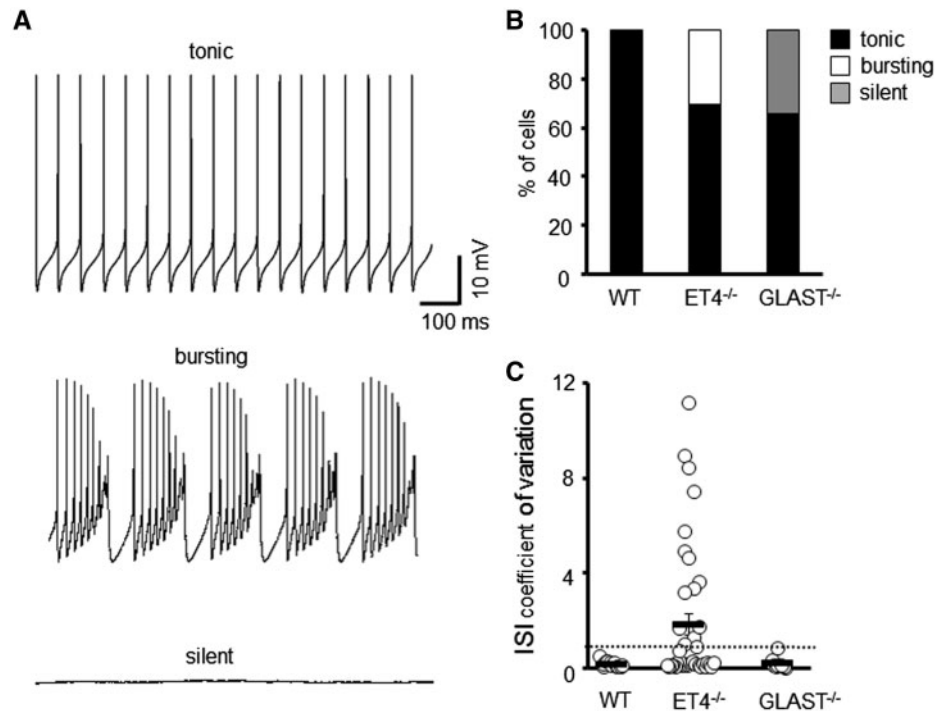 A
tonic
10 mV
100 ms
bursting
silent
B
% of cells
100
80
60
40
20
0
WT
ET4-/-
GLAST-/-
tonic
bursting
silent
C
ISI coefficient of variation
12
8
4
0
WT
ET4-/-
GLAST-/-